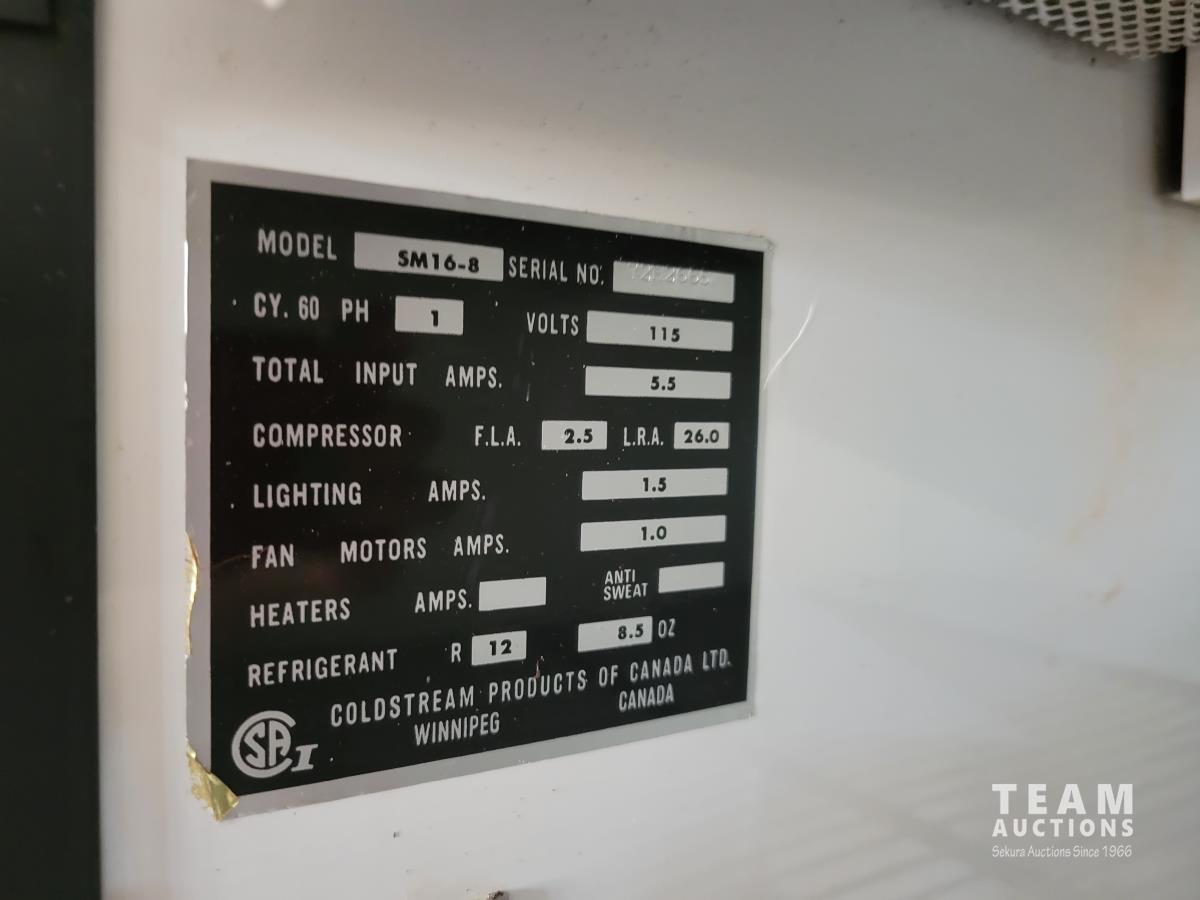 MODEL SM16-8 SERIAL NO.
CY. 60 PH 1 VOLTS 115
TOTAL INPUT AMPS. 5.5
COMPRESSOR F.L.A. 2.5 L.R.A. 26.0
LIGHTING AMPS. 1.5
FAN MOTORS AMPS. 1.0
HEATERS AMPS. ANTI SWEAT
REFRIGERANT R 12 8.5 OZ
COLDSTREAM PRODUCTS OF CANADA LTD.
WINNIPEG CANADA
CSA I
TEAM
AUCTIONS
Sekura Auctions Since 1966